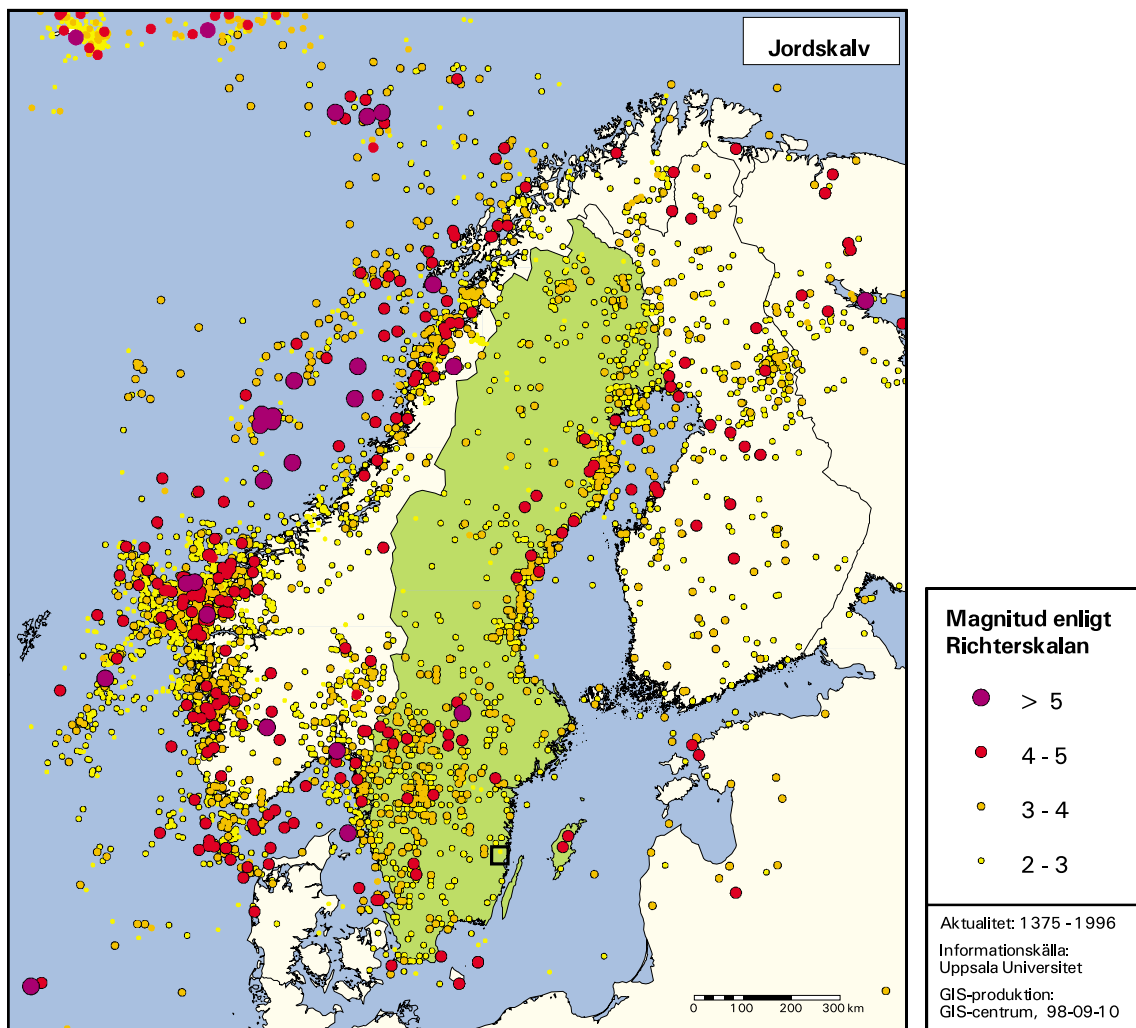 Jordskalv
0 100 200 300 km
Magnitud enligt
Richterskalan
> 5
4 - 5
3 - 4
2 - 3
Aktualitet: 1375 - 1996
Informationskälla:
Uppsala Universitet
GIS-produktion:
GIS-centrum, 98-09-10